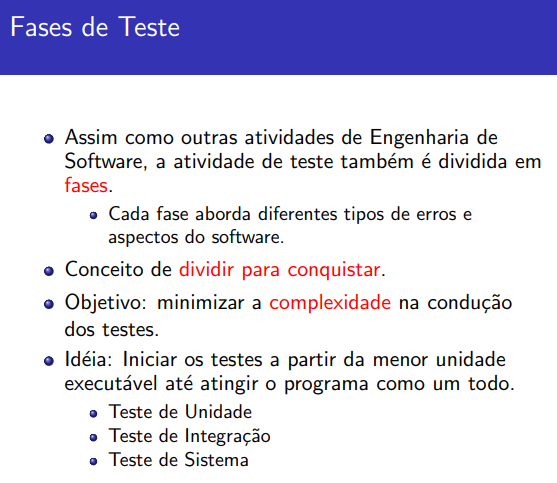 Fases de Teste
Assim como outras atividades de Engenharia de
Software, a atividade de teste também é dividida em
fases.
Cada fase aborda diferentes tipos de erros e
aspectos do software.
Conceito de dividir para conquistar.
Objetivo: minimizar a complexidade na condução
dos testes.
Idéia: Iniciar os testes a partir da menor unidade
executável até atingir o programa como um todo.
Teste de Unidade
Teste de Integração
Teste de Sistema